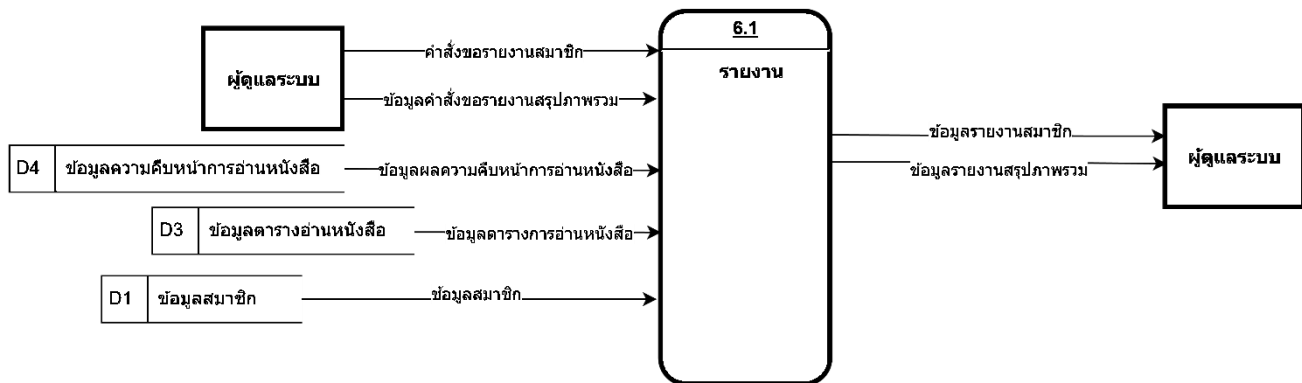 6.1
รายงาน
ผู้ดูแลระบบ
คำสั่งขอรายงานสมาชิก
ข้อมูลคำสั่งขอรายงานสรุปภาพรวม
D4 ข้อมูลความคืบหน้าการอ่านหนังสือ
ข้อมูลผลความคืบหน้าการอ่านหนังสือ
D3 ข้อมูลตารางอ่านหนังสือ
ข้อมูลตารางการอ่านหนังสือ
D1 ข้อมูลสมาชิก
ข้อมูลสมาชิก
ข้อมูลรายงานสมาชิก
ข้อมูลรายงานสรุปภาพรวม
ผู้ดูแลระบบ